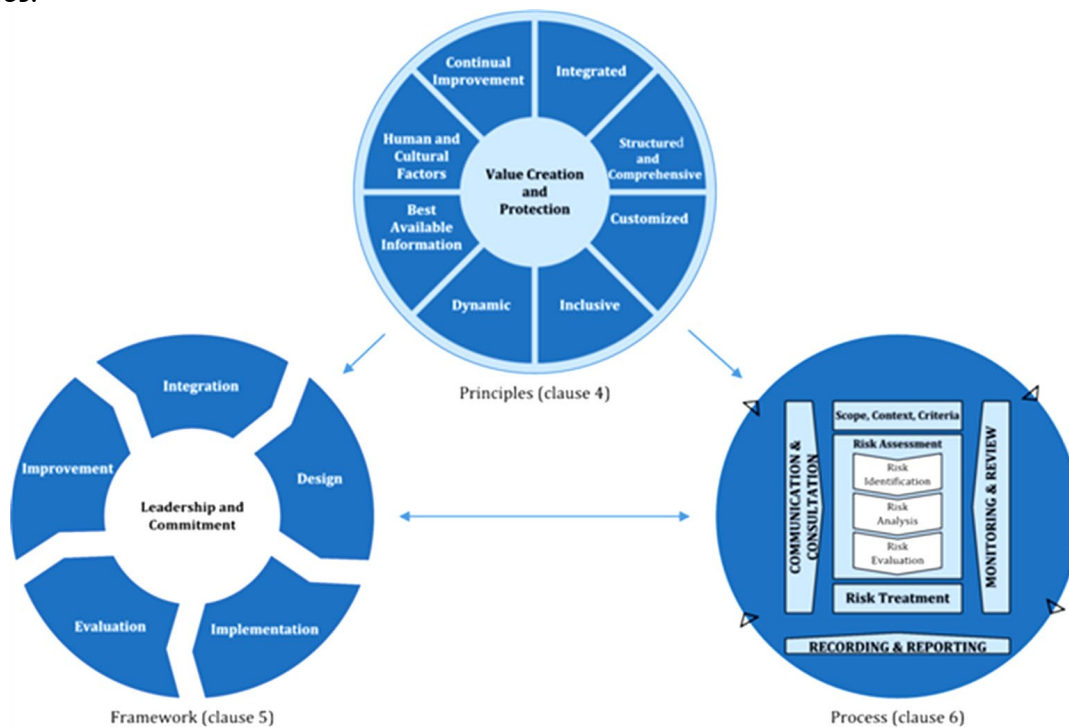 Continual
Improvement
Integrated
Human and
Cultural
Factors
Structured
and
Comprehensive
Value Creation
and
Protection
Best
Available
Information
Customized
Dynamic
Inclusive
Principles (clause 4)
Integration
Improvement
Design
Leadership and
Commitment
Evaluation
Implementation
Framework (clause 5)
Scope, Context, Criteria
Risk Assessment
Risk
Identification
Risk
Analysis
Risk
Evaluation
Risk Treatment
COMMUNICATION &
CONSULTATION
MONITORING & REVIEW
RECORDING & REPORTING
Process (clause 6)